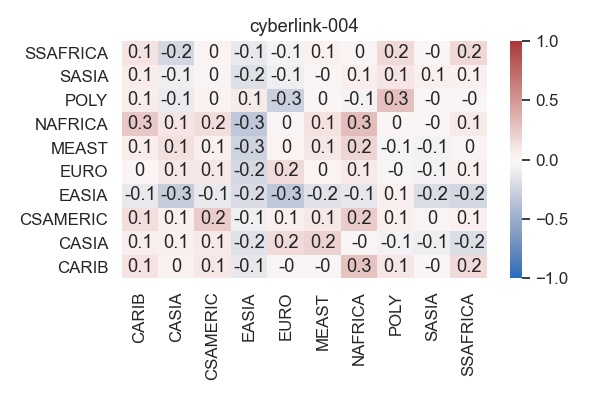 cyberlink-004
SSAFRICA 0.1 -0.2 0 -0.1 -0.1 0.1 0 0.2 -0 0.2
SASIA 0.1 -0.1 0 -0.2 -0.1 -0 0.1 0.1 0.1 0.1
POLY 0.1 -0.1 0 0.1 -0.3 0 -0.1 0.3 -0 -0
NAFRICA 0.3 0.1 0.2 -0.3 0 0.1 0.3 0 -0 0.1
MEAST 0.1 0.1 0.1 -0.3 0 0.1 0.2 -0.1 -0.1 0
EURO 0 0.1 0.1 -0.2 0.2 0 0.1 -0 -0.1 0.1
EASIA -0.1 -0.3 -0.1 -0.2 -0.3 -0.2 -0.1 0.1 -0.2 -0.2
CSAMERIC 0.1 0.1 0.2 -0.1 0.1 0.1 0.2 0.1 0 0.1
CASIA 0.1 0.1 0.1 -0.2 0.2 0.2 -0 -0.1 -0.1 -0.2
CARIB 0.1 0 0.1 -0.1 -0 -0 0.3 0.1 -0 0.2
CARIB CASIA CSAMERIC EASIA EURO MEAST NAFRICA POLY SASIA SSAFRICA
1.0
0.5
0.0
−0.5
−1.0